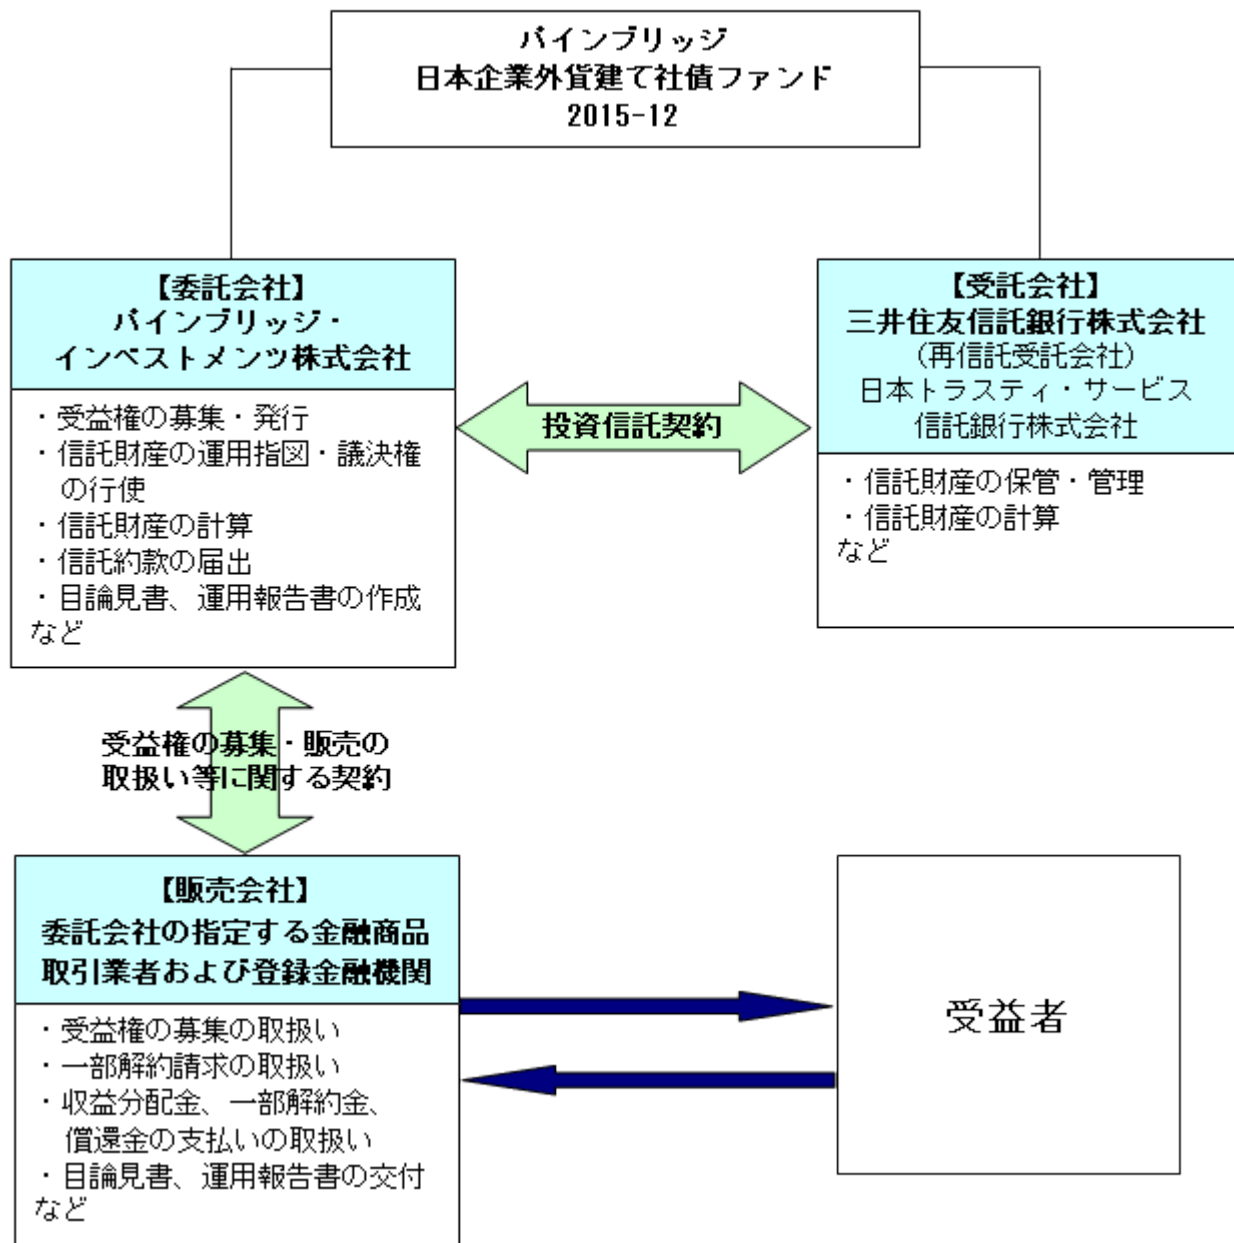 パインブリッジ
日本企業外貨建て社債ファンド
2015-12
【委託会社】
パインブリッジ・
インベストメンツ株式会社
・受益権の募集・発行
・信託財産の運用指図・議決権
の行使
・信託財産の計算
・信託約款の届出
・目論見書、運用報告書の作成
など
投資信託契約
【受託会社】
三井住友信託銀行株式会社
(再信託受託会社)
日本トラスティ・サービス
信託銀行株式会社
・信託財産の保管・管理
・信託財産の計算
など
受益権の募集・販売の
取扱い等に関する契約
【販売会社】
委託会社の指定する金融商品
取引業者および登録金融機関
・受益権の募集の取扱い
・一部解約請求の取扱い
・収益分配金、一部解約金、
償還金の支払いの取扱い
・目論見書、運用報告書の交付
など
受益者